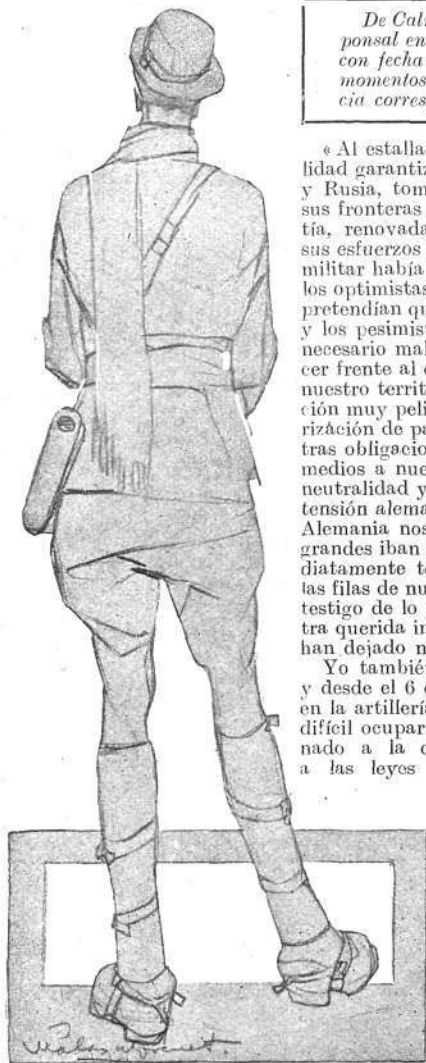 De Cali
ponsal en
con fecha
momentos
cia corres
« Al estalla
lidad garantiz
y Rusia, tom
sus fronteras
tía, renovada
sus esfuerzos
militar había
los optimistas
pretendían qu
y los pesimist
necesario mal
cer frente al e
nuestro territ
ción muy peli
rización de pa
tras obligacio
medios a nue
neutralidad y
tensión alema
Alemania nos
grandes iban
diatamente t
las filas de nu
testigo de lo
tra querida in
han dejado n
Yo también
y desde el 6 d
en la artillería
difícil ocupar
nado a la c
a las leyes